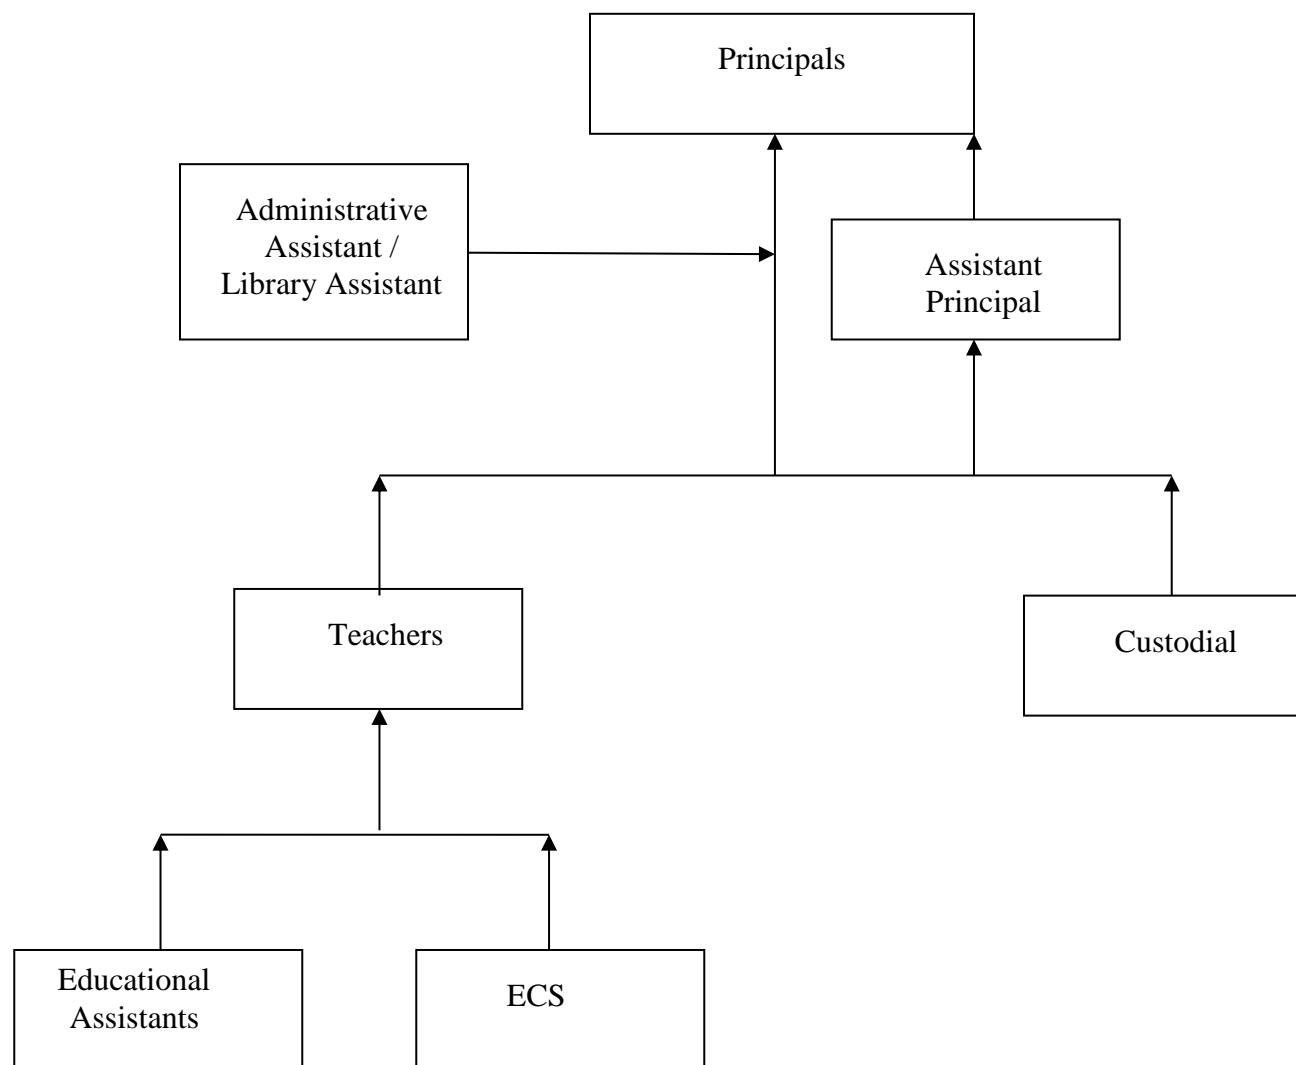 Principals
Administrative
Assistant /
Library Assistant
Assistant
Principal
Teachers
Custodial
Educational
Assistants
ECS